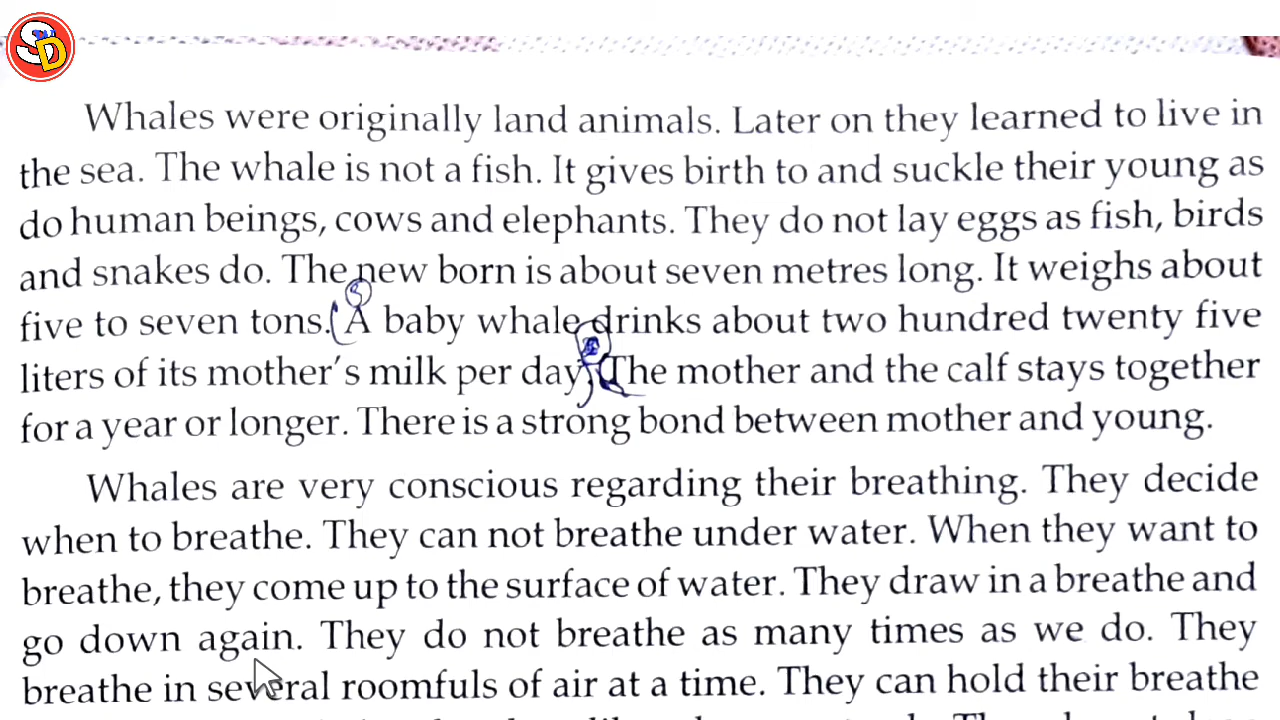 SD
Whales were originally land animals. Later on they learned to live in
the sea. The whale is not a fish. It gives birth to and suckle their young as
do human beings, cows and elephants. They do not lay eggs as fish, birds
and snakes do. The new born is about seven metres long. It weighs about
five to seven tons. A baby whale drinks about two hundred twenty five
liters of its mother's milk per day. The mother and the calf stays together
for a year or longer. There is a strong bond between mother and young.
Whales are very conscious regarding their breathing. They decide
when to breathe. They can not breathe under water. When they want to
breathe, they come up to the surface of water. They draw in a breathe and
go down again. They do not breathe as many times as we do. They
breathe in several roomfuls of air at a time. They can hold their breathe